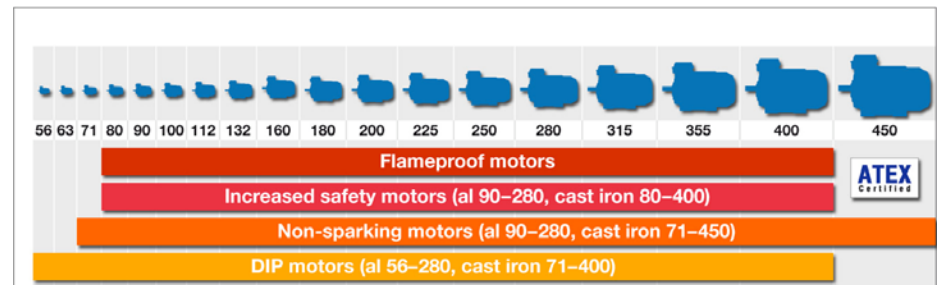 56 63 71 80 90 100 112 132 160 180 200 225 250 280 315 355 400 450
Flameproof motors
ATEX
Certified
Increased safety motors (al 90–280, cast iron 80–400)
Non-sparking motors (al 90–280, cast iron 71–450)
DIP motors (al 56–280, cast iron 71–400)